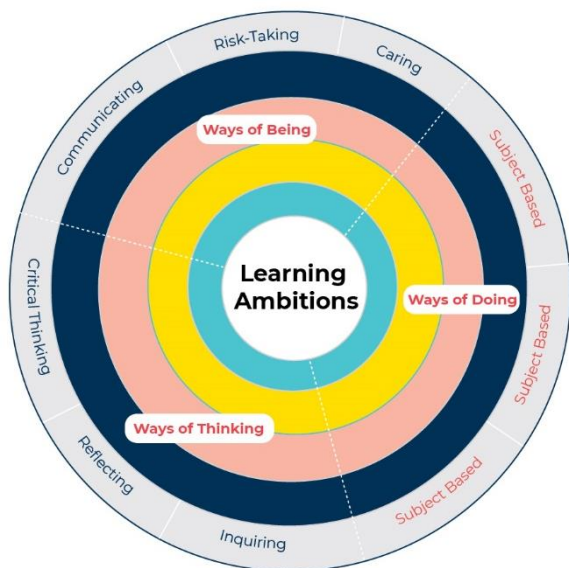 Risk-Taking
Caring
Communicating
Ways of Being
Subject Based
Learning
Ambitions
Ways of Doing
Critical Thinking
Subject Based
Ways of Thinking
Reflecting
Subject Based
Inquiring